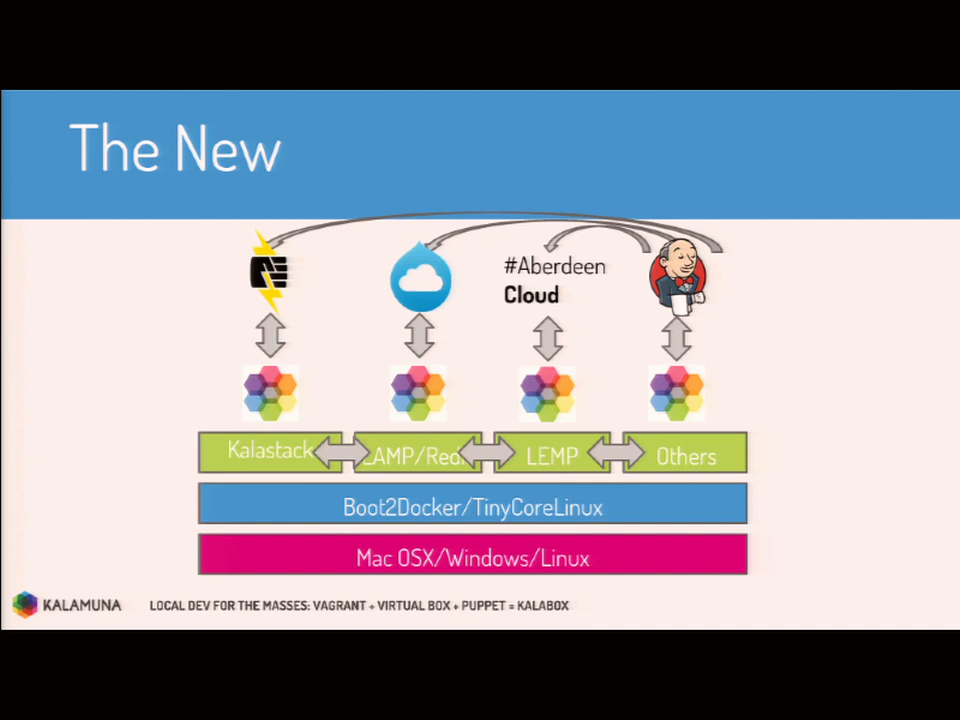 The New
#Aberdeen
Cloud
Kalastack
LEMP
Others
Boot2Docker/TinyCoreLinux
Mac OSX/Windows/Linux
KALAMUNA
LOCAL DEV FOR THE MASSES: VAGRANT + VIRTUAL BOX + PUPPET = KALABOX